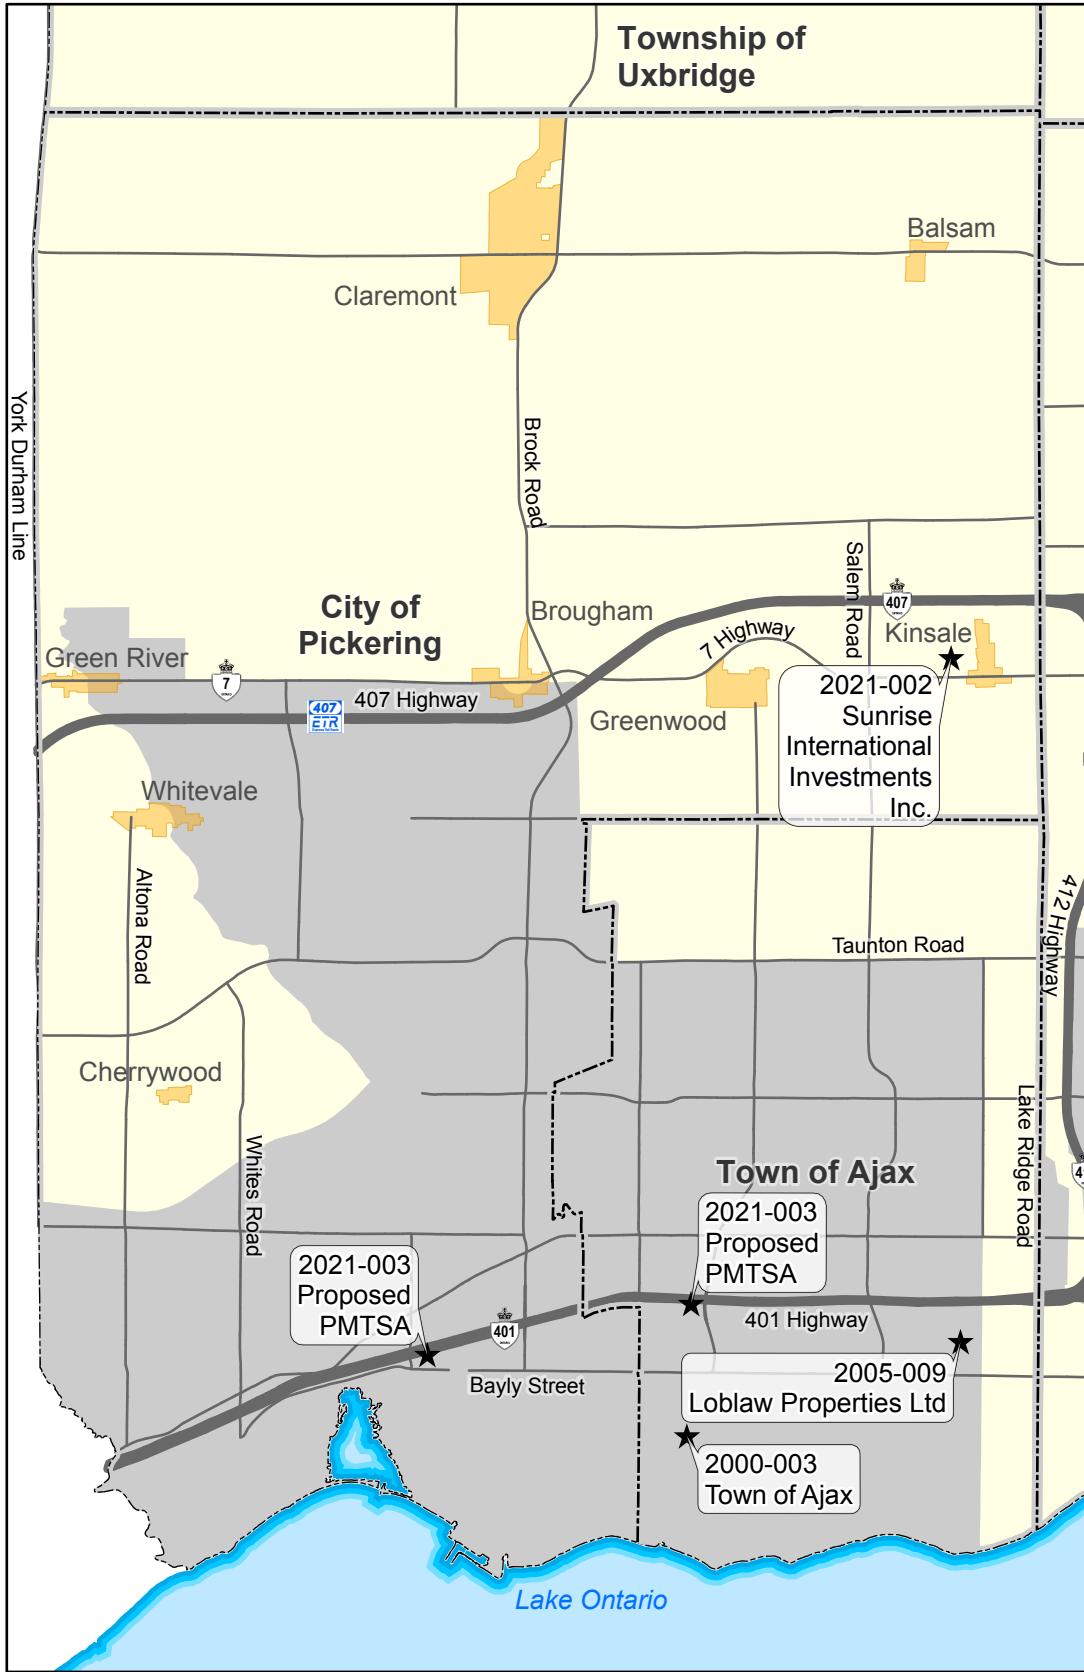 Township of
Uxbridge
Balsam
Claremont
York Durham Line
Brock Road
Salem Road
407
City of
Pickering
Brougham
7 Highway
Kinsale
Green River
7
407 Highway
407
ETR
Greenwood
2021-002
Sunrise
International
Investments
Inc.
Whitevale
Altona Road
412 Highway
Taunton Road
Cherrywood
Whites Road
Lake Ridge Road
Town of Ajax
2021-003
Proposed
PMTSA
2021-003
Proposed
PMTSA
401
401 Highway
Bayly Street
2005-009
Loblaw Properties Ltd
2000-003
Town of Ajax
Lake Ontario